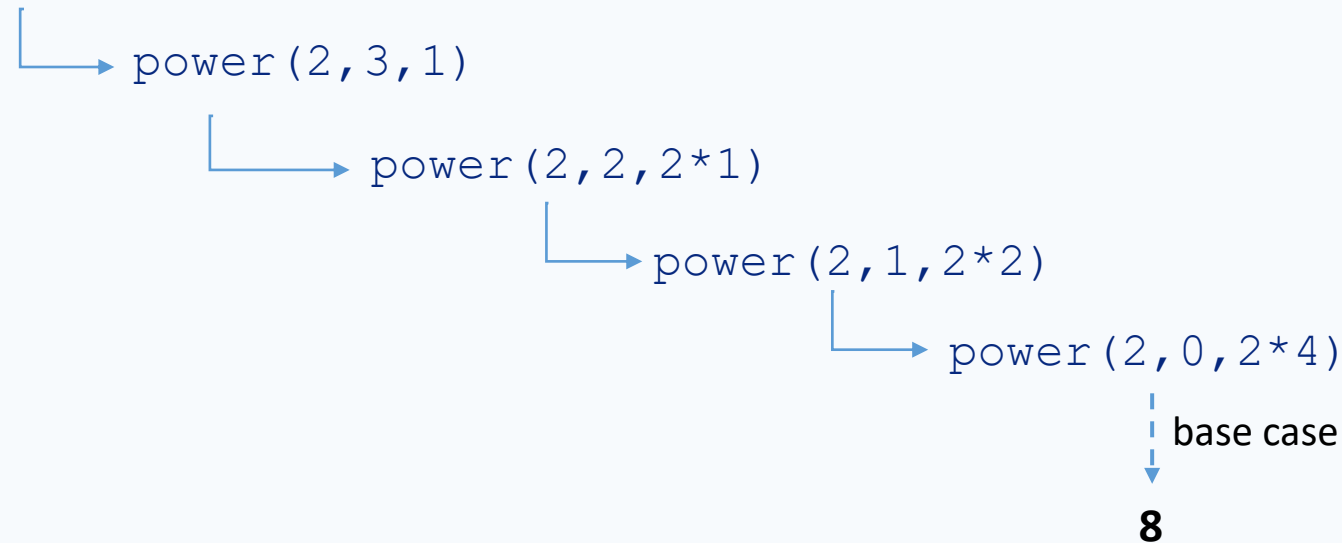 power(2,3,1)
power(2,2,2*1)
power(2,1,2*2)
power(2,0,2*4)
base case
8